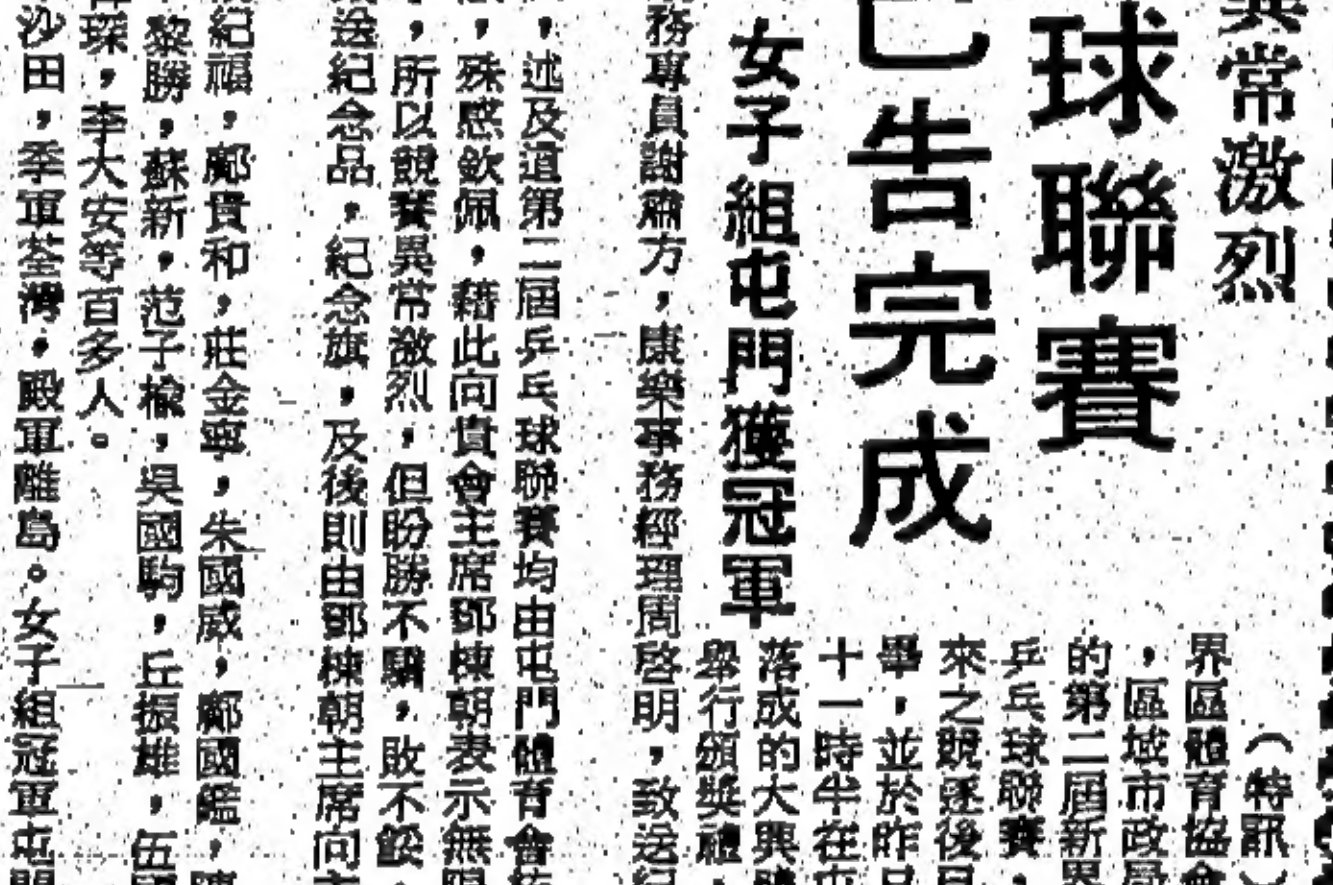 異常激烈
球聯賽
已告完成
女子組屯門獲冠軍
（特訊）
界區體育協會
，區域市政局
的第二屆新界
乒乓球聯賽，
來之競逐後已
畢，並於昨日
十一時半在屯
落成的大興體
舉行頒獎禮，
務專員謝肅方，康樂事務經理周啓明，致送紀
，述及這第二屆乒乓球聯賽均由屯門體育會
，殊感欽佩，藉此向貴會主席鄧棟朝表示無限
，所以競賽異常激烈，但盼勝不驕，敗不餒，
送紀念品，紀念旗，及後則由鄧棟朝主席向
紀福，鄺貴和，莊金寧，朱國威，鄺國鑑，陳
黎勝，蘇新，范子榆，吳國駒，丘振雄，伍國
琛，李大安等百多人。
沙田，季軍荃灣，殿軍離島。女子組冠軍屯門